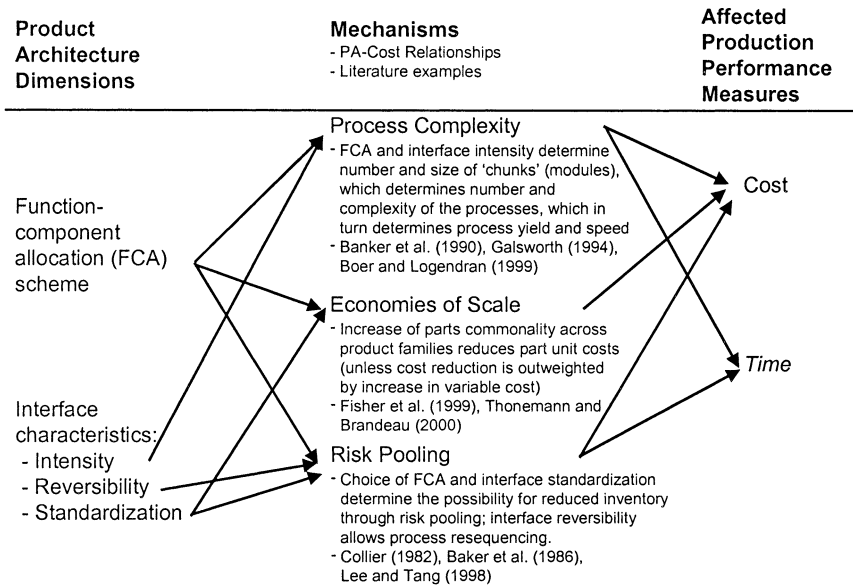 Product
Architecture
Dimensions
Mechanisms
- PA-Cost Relationships
- Literature examples
Affected
Production
Performance
Measures
Function-
component
allocation (FCA)
scheme
Interface
characteristics:
- Intensity
- Reversibility
- Standardization
Process Complexity
- FCA and interface intensity determine
number and size of 'chunks' (modules),
which determines number and
complexity of the processes, which in
turn determines process yield and speed
- Banker et al. (1990), Galsworth (1994),
Boer and Logendran (1999)
Economies of Scale
- Increase of parts commonality across
product families reduces part unit costs
(unless cost reduction is outweighted
by increase in variable cost)
- Fisher et al. (1999), Thonemann and
Brandeau (2000)
Risk Pooling
- Choice of FCA and interface standardization
determine the possibility for reduced inventory
through risk pooling; interface reversibility
allows process resequencing.
- Collier (1982), Baker et al. (1986),
Lee and Tang (1998)
Cost
Time